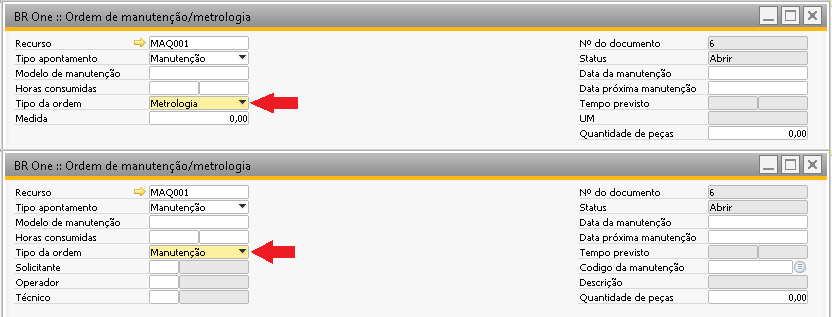 BR One :: Ordem de manutenção/metrologia
Recurso MAQ001 Nº do documento 6
Tipo apontamento Manutenção Status Abrir
Modelo de manutenção Data da manutenção
Horas consumidas Data próxima manutenção
Tipo da ordem Metrologia Tempo previsto
Medida 0,00 UM
Quantidade de peças 0,00
BR One :: Ordem de manutenção/metrologia
Recurso MAQ001 Nº do documento 6
Tipo apontamento Manutenção Status Abrir
Modelo de manutenção Data da manutenção
Horas consumidas Data próxima manutenção
Tipo da ordem Manutenção Tempo previsto
Solicitante Codigo da manutenção
Operador Descrição
Técnico Quantidade de peças 0,00